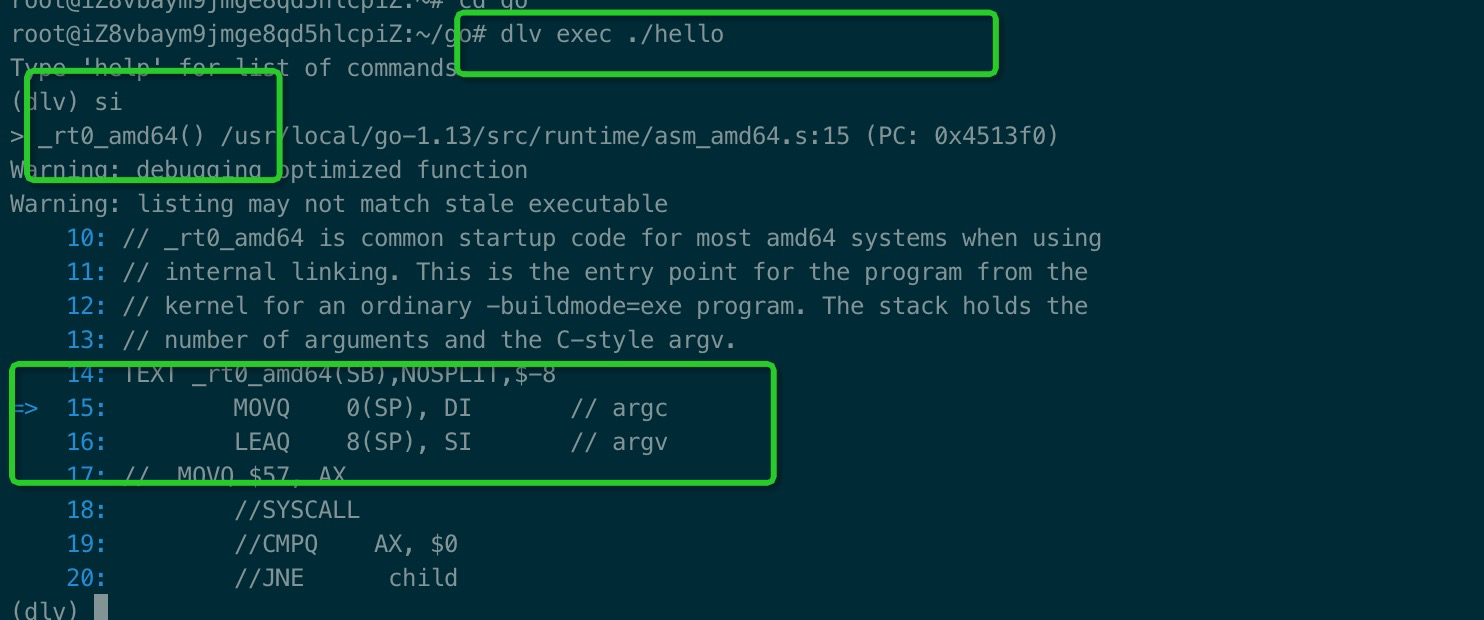 root@iZ8vbaym9jmge8qd5hlcpiZ:~# cd go
root@iZ8vbaym9jmge8qd5hlcpiZ:~/go# dlv exec ./hello
Type 'help' for list of commands
(dlv) si
> _rt0_amd64() /usr/local/go-1.13/src/runtime/asm_amd64.s:15 (PC: 0x4513f0)
Warning: debugging optimized function
Warning: listing may not match stale executable
10: // _rt0_amd64 is common startup code for most amd64 systems when using
11: // internal linking. This is the entry point for the program from the
12: // kernel for an ordinary -buildmode=exe program. The stack holds the
13: // number of arguments and the C-style argv.
14: TEXT _rt0_amd64(SB),NOSPLIT,$-8
=> 15: MOVQ 0(SP), DI // argc
16: LEAQ 8(SP), SI // argv
17: // MOVQ $57, AX
18: //SYSCALL
19: //CMPQ AX, $0
20: //JNE child
(dlv)